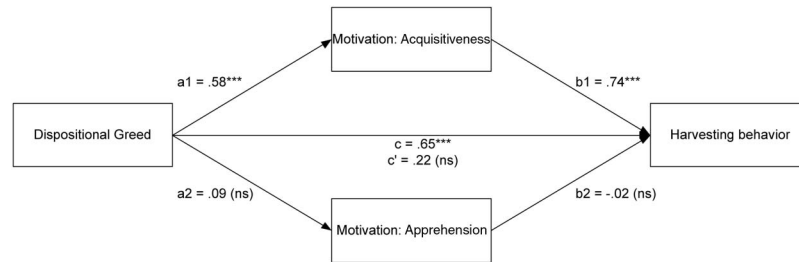 Motivation: Acquisitiveness
a1 = .58***
b1 = .74***
Dispositional Greed
Harvesting behavior
c = .65***
c' = .22 (ns)
a2 = .09 (ns)
b2 = -.02 (ns)
Motivation: Apprehension